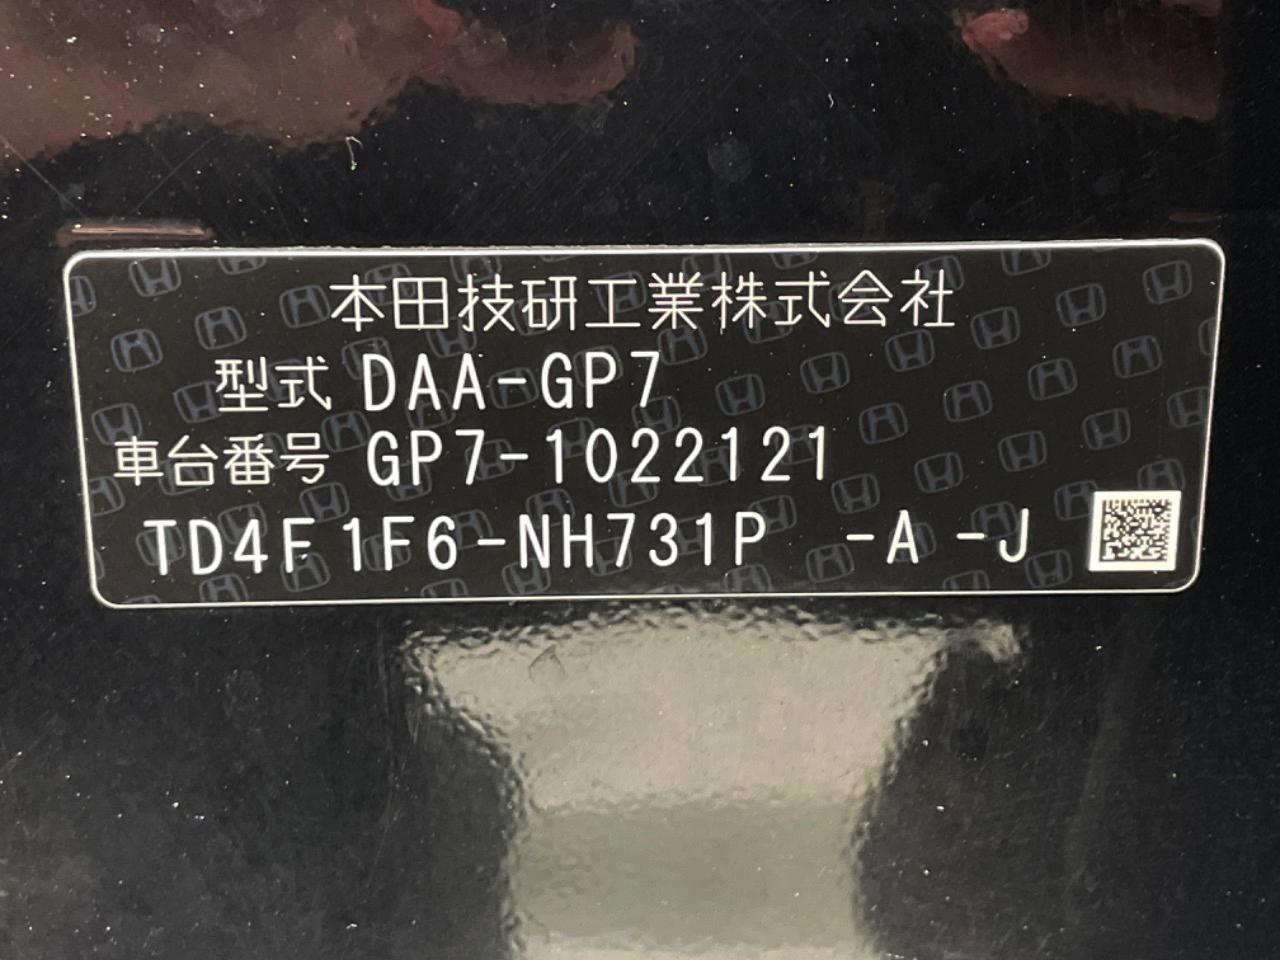 本田技研工業株式会社
型式 DAA-GP7
車台番号 GP7-1022121
TD4F1F6-NH731P -A -J